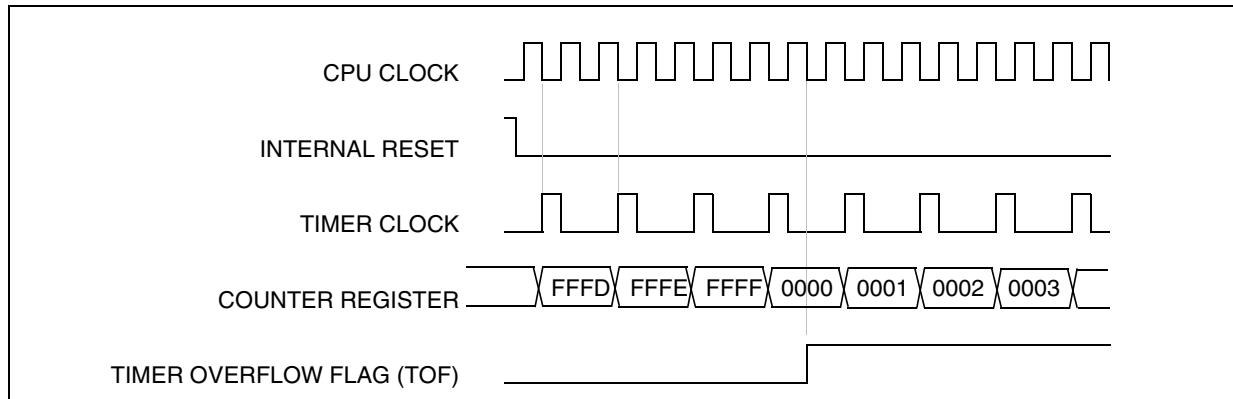 CPU CLOCK
INTERNAL RESET
TIMER CLOCK
COUNTER REGISTER
FFFD FFFE FFFF 0000 0001 0002 0003
TIMER OVERFLOW FLAG (TOF)